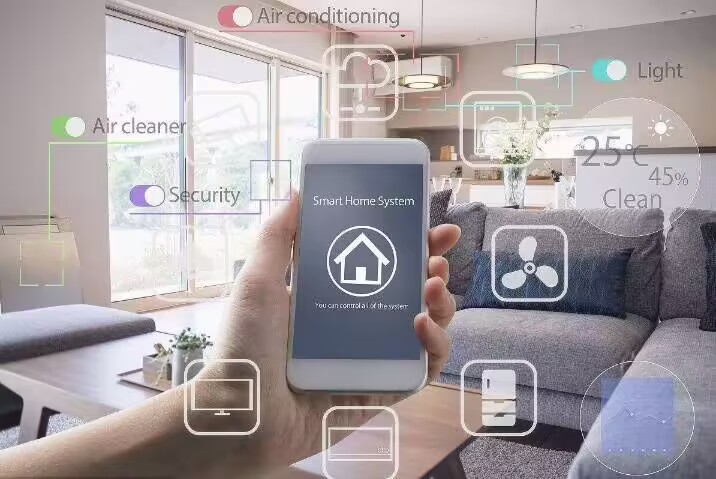 Air conditioning
Light
Air cleaner
25°C
45%
Clean
Security
Smart Home System
You can control all of the system